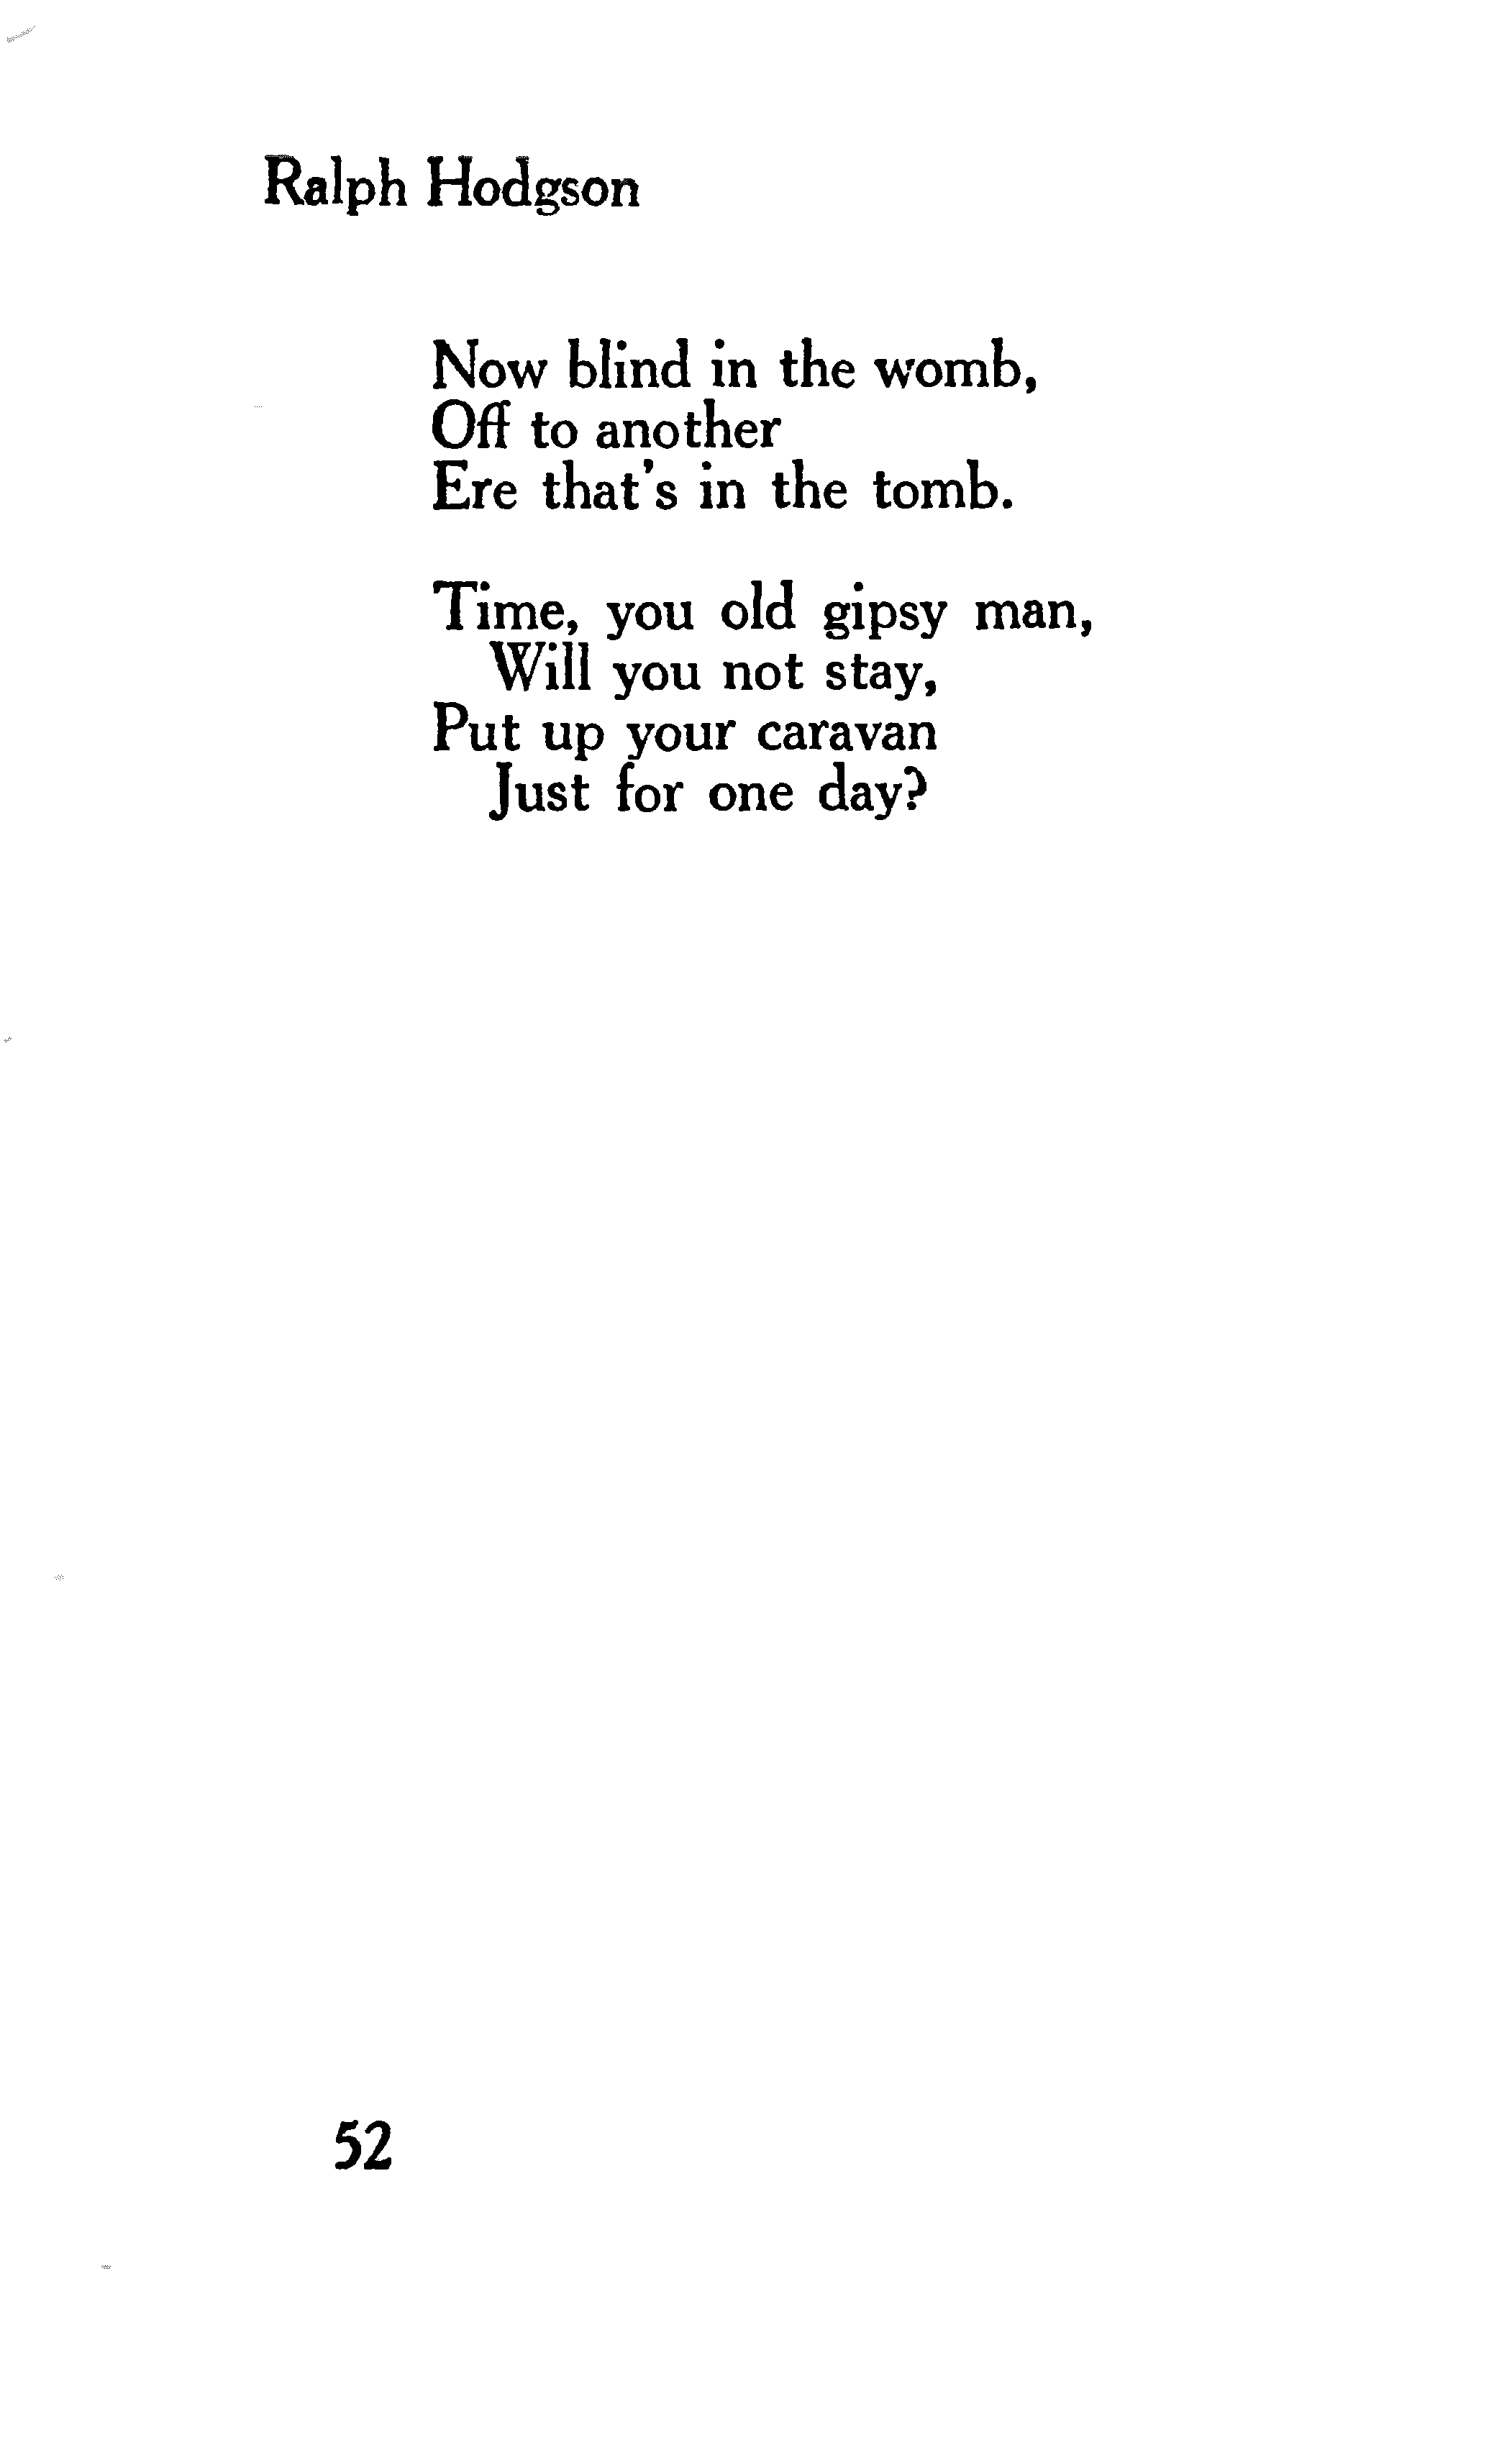 Ralph Hodgson
Now blind in the womb,
Off to another
Ere that's in the tomb.
Time, you old gipsy man,
Will you not stay,
Put up your caravan
Just for one day?
52